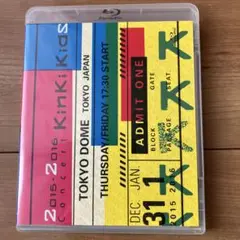 2015-2016
Concert KinKi Kids
TOKYO DOME TOKYO JAPAN
THURSDAY/FRIDAY 17:30 START
ADMIT ONE
BLOCK GATE
PASSAGE SEAT
DEC JAN
31 1
2015 2016
K K K K